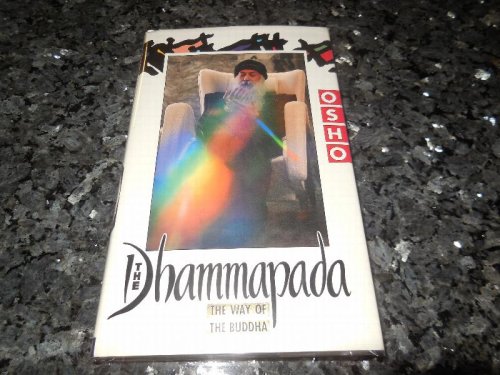 OSHO
THE
Dhammapada
THE WAY OF
THE BUDDHA